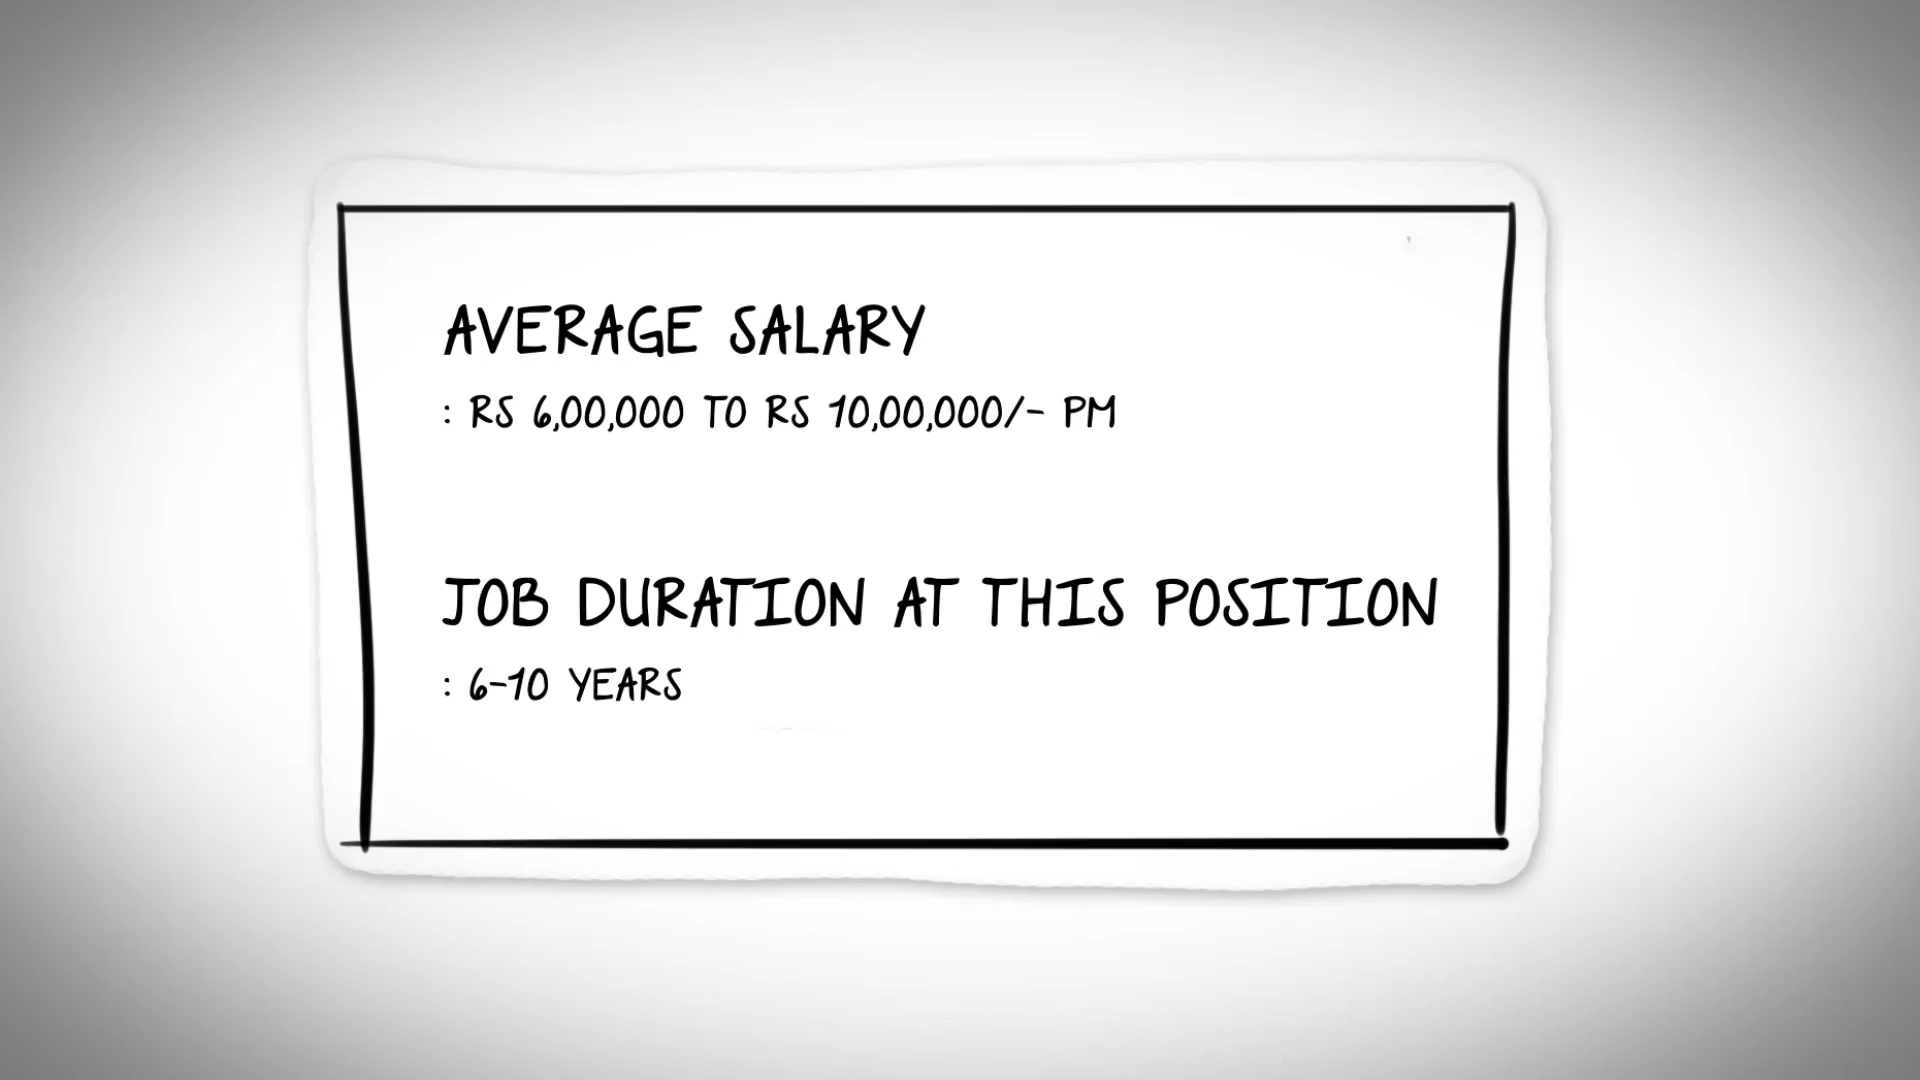 AVERAGE SALARY
: RS 6,00,000 TO RS 10,00,000/- PM
JOB DURATION AT THIS POSITION
: 6-10 YEARS